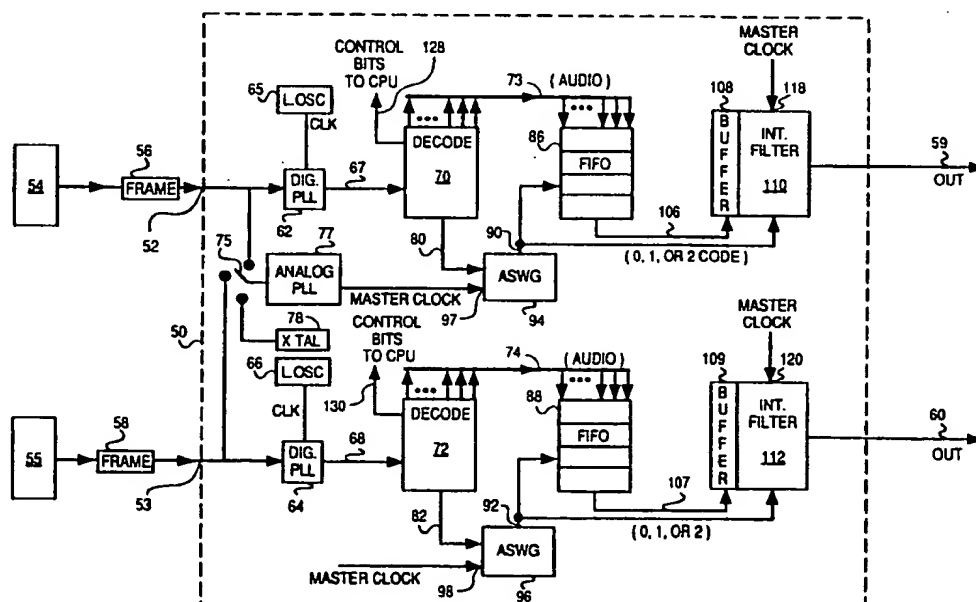 CONTROL
BITS
TO CPU
128
73
( AUDIO )
MASTER
CLOCK
65
L.OSC
CLK
...
...
86
108
118
59
54
56
FRAME
52
DIG.
PLL
62
67
DECODE
70
FIFO
BUFFER
INT.
FILTER
110
OUT
75
77
ANALOG
PLL
80
90
106
( 0, 1, OR 2 CODE )
MASTER CLOCK
ASWG
97
94
50
78
X TAL
CONTROL
BITS
TO CPU
130
74
( AUDIO )
MASTER
CLOCK
66
L.OSC
CLK
...
...
88
109
120
60
55
58
FRAME
53
DIG.
PLL
64
68
DECODE
72
FIFO
BUFFER
INT.
FILTER
112
OUT
82
92
107
( 0, 1, OR 2 )
ASWG
MASTER CLOCK
98
96